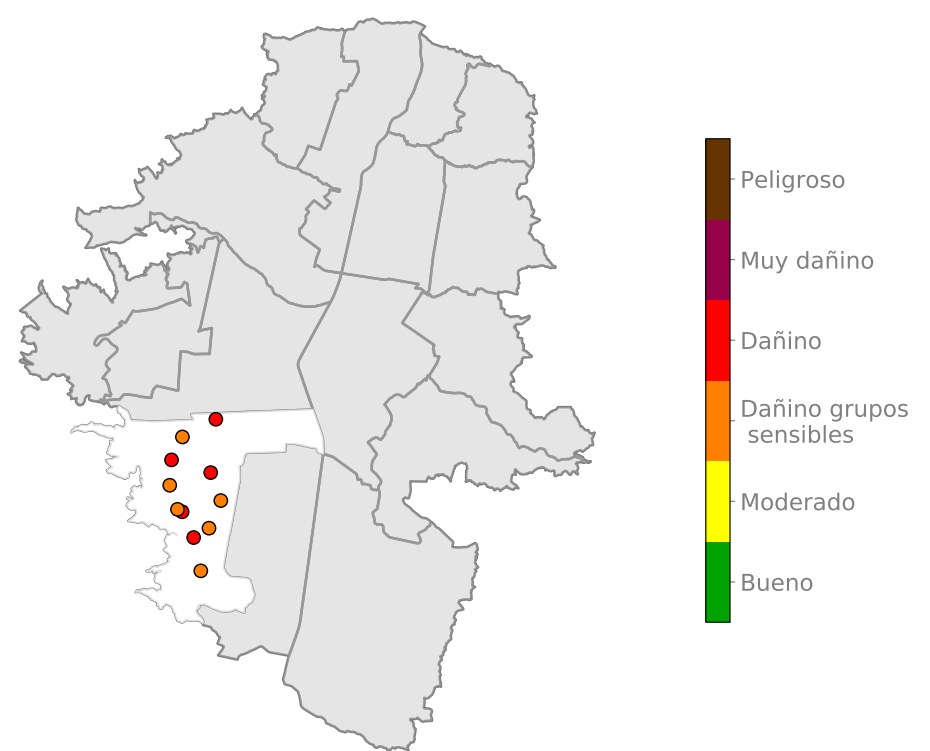 Peligroso
Muy dañino
Dañino
Dañino grupos
sensibles
Moderado
Bueno